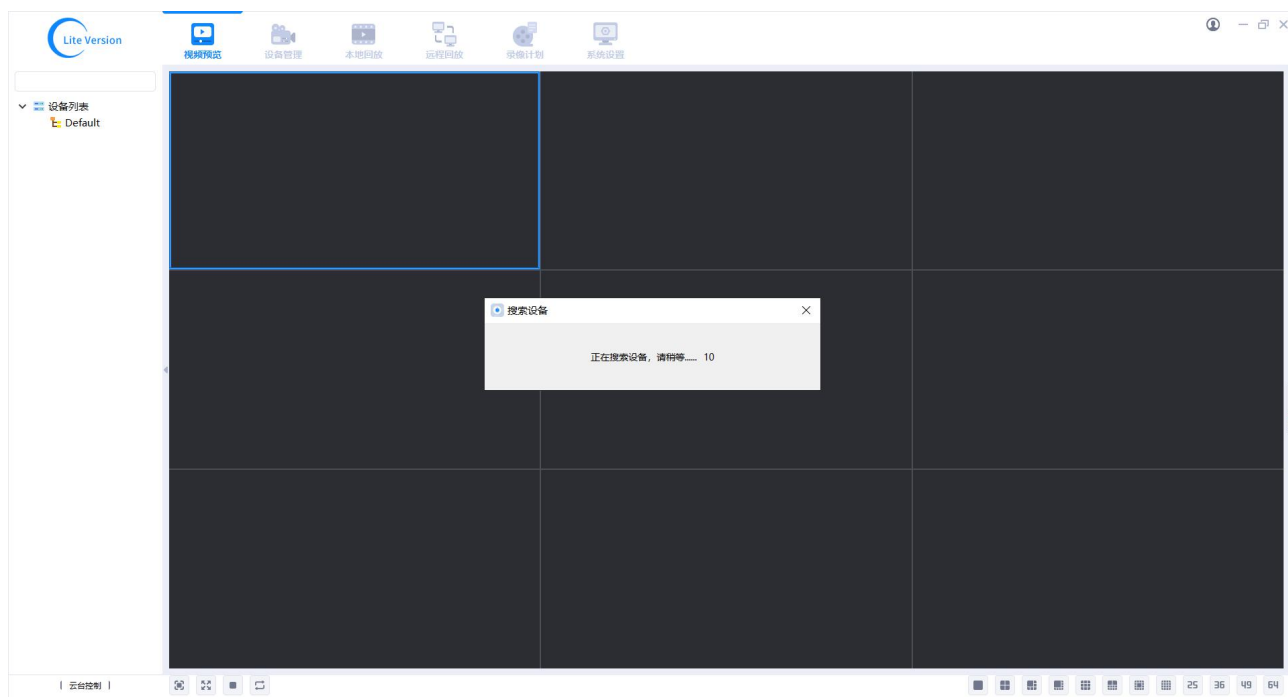 Lite Version
视频预览
设备管理
本地回放
远程回放
录像计划
系统设置
设备列表
Default
搜索设备
正在搜索设备，请稍等...... 10
| 云台控制 |
25 36 49 64